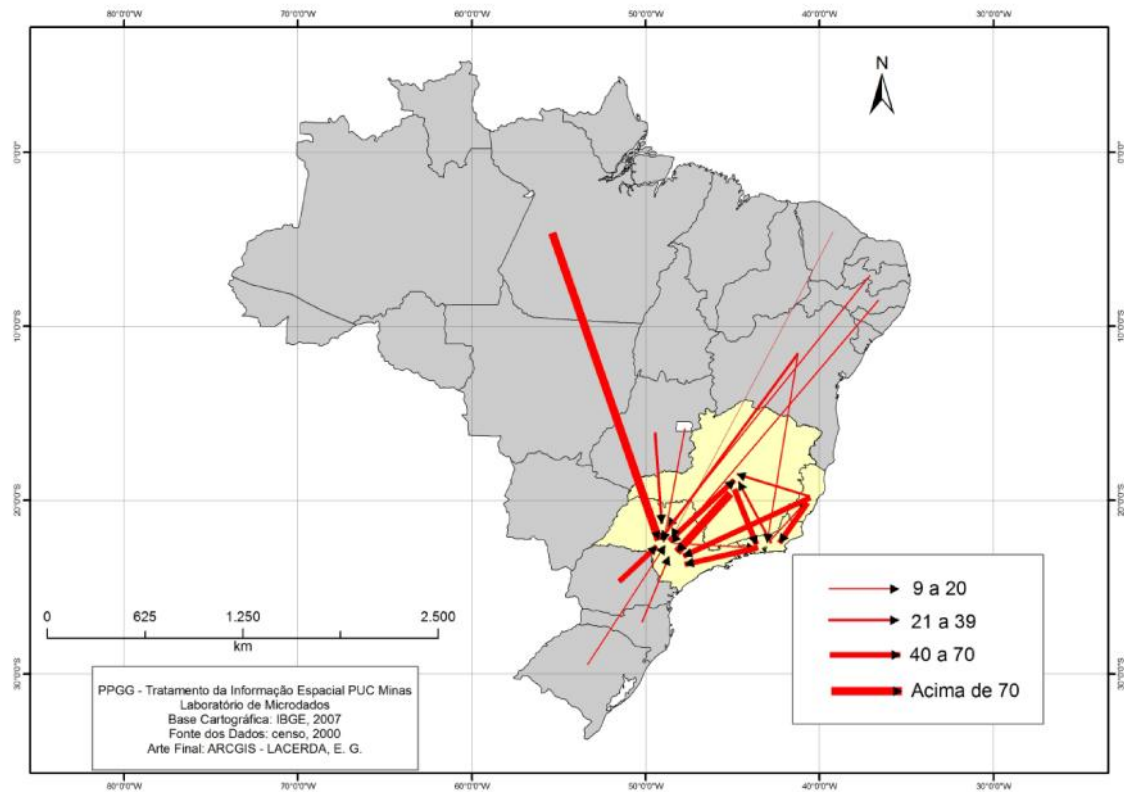 80°0'0"W 70°0'0"W 60°0'0"W 50°0'0"W 40°0'0"W 30°0'0"W
N
0°0'0" 0°0'0"
10°0'0"S 10°0'0"S
20°0'0"S 20°0'0"S
30°0'0"S 30°0'0"S
0 625 1.250 2.500
km
PPGG - Tratamento da Informação Espacial PUC Minas
Laboratório de Microdados
Base Cartográfica: IBGE, 2007
Fonte dos Dados: censo, 2000
Arte Final: ARCGIS - LACERDA, E. G.
9 a 20
21 a 39
40 a 70
Acima de 70
80°0'0"W 70°0'0"W 60°0'0"W 50°0'0"W 40°0'0"W 30°0'0"W